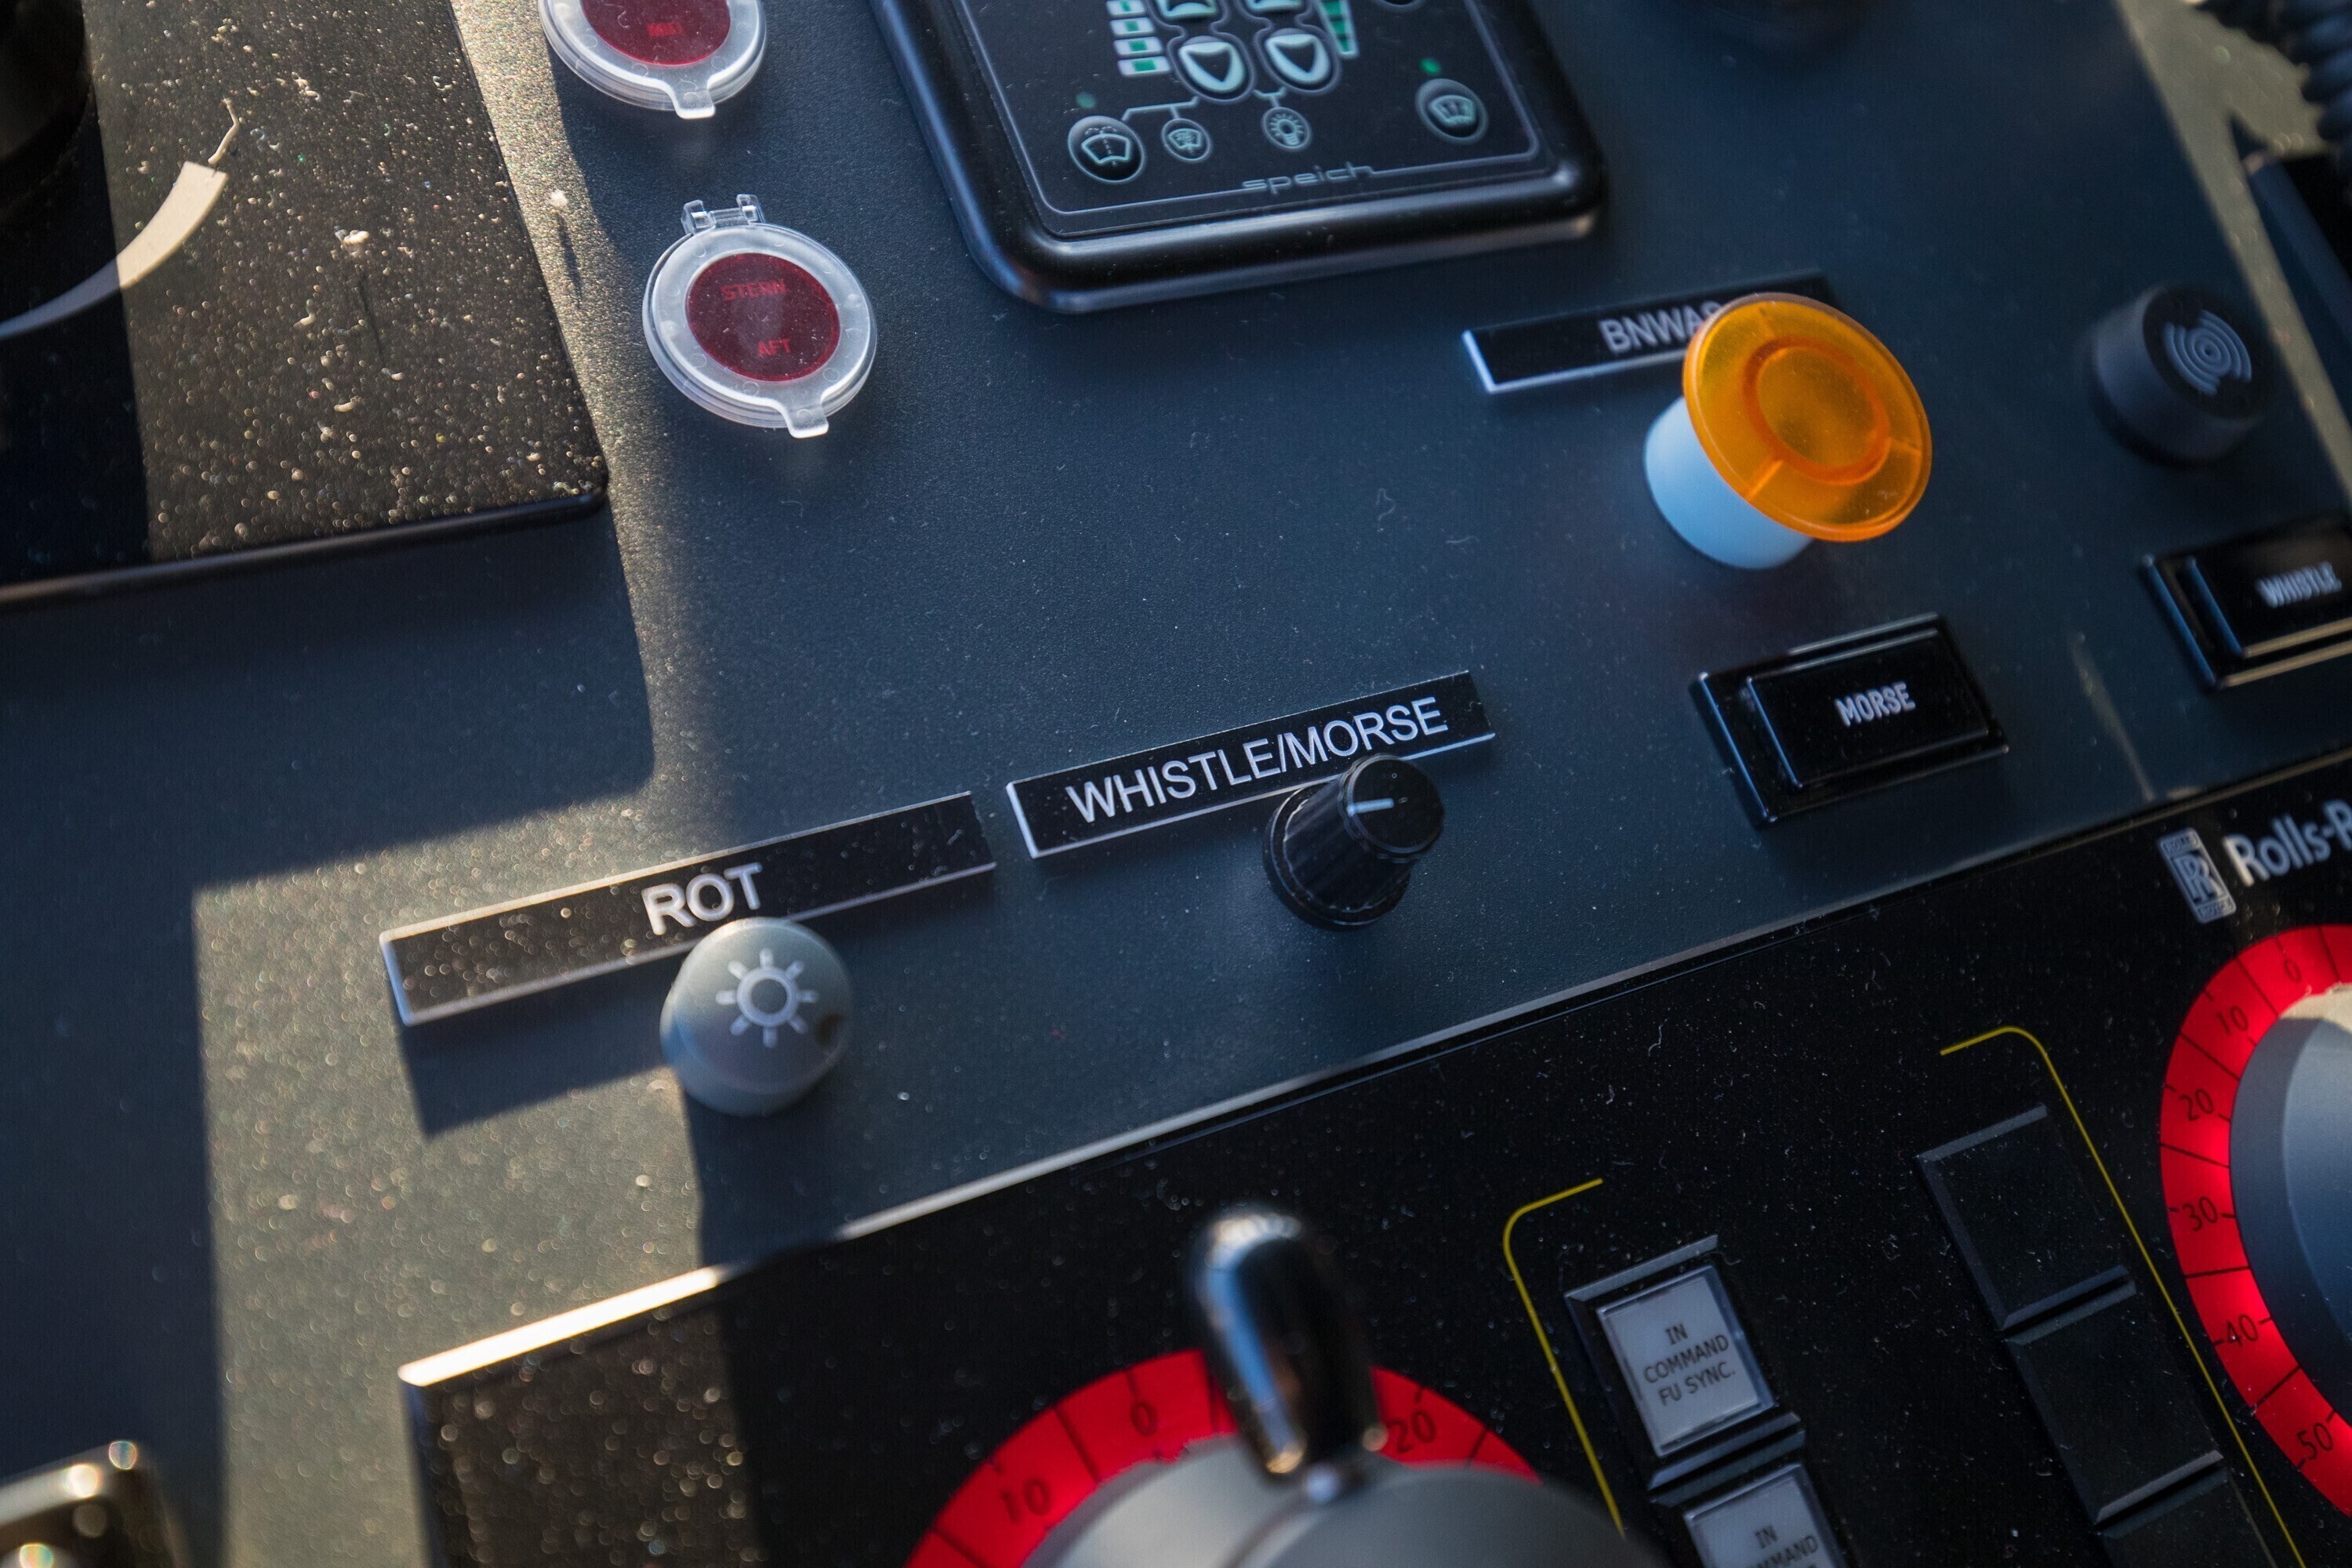 speich
STERN
AFT
BNWAS
WHISTLE
MORSE
WHISTLE/MORSE
ROT
Rolls-R
0
10
20
30
40
50
IN
COMMAND
FU SYNC.
0
10
20
IN